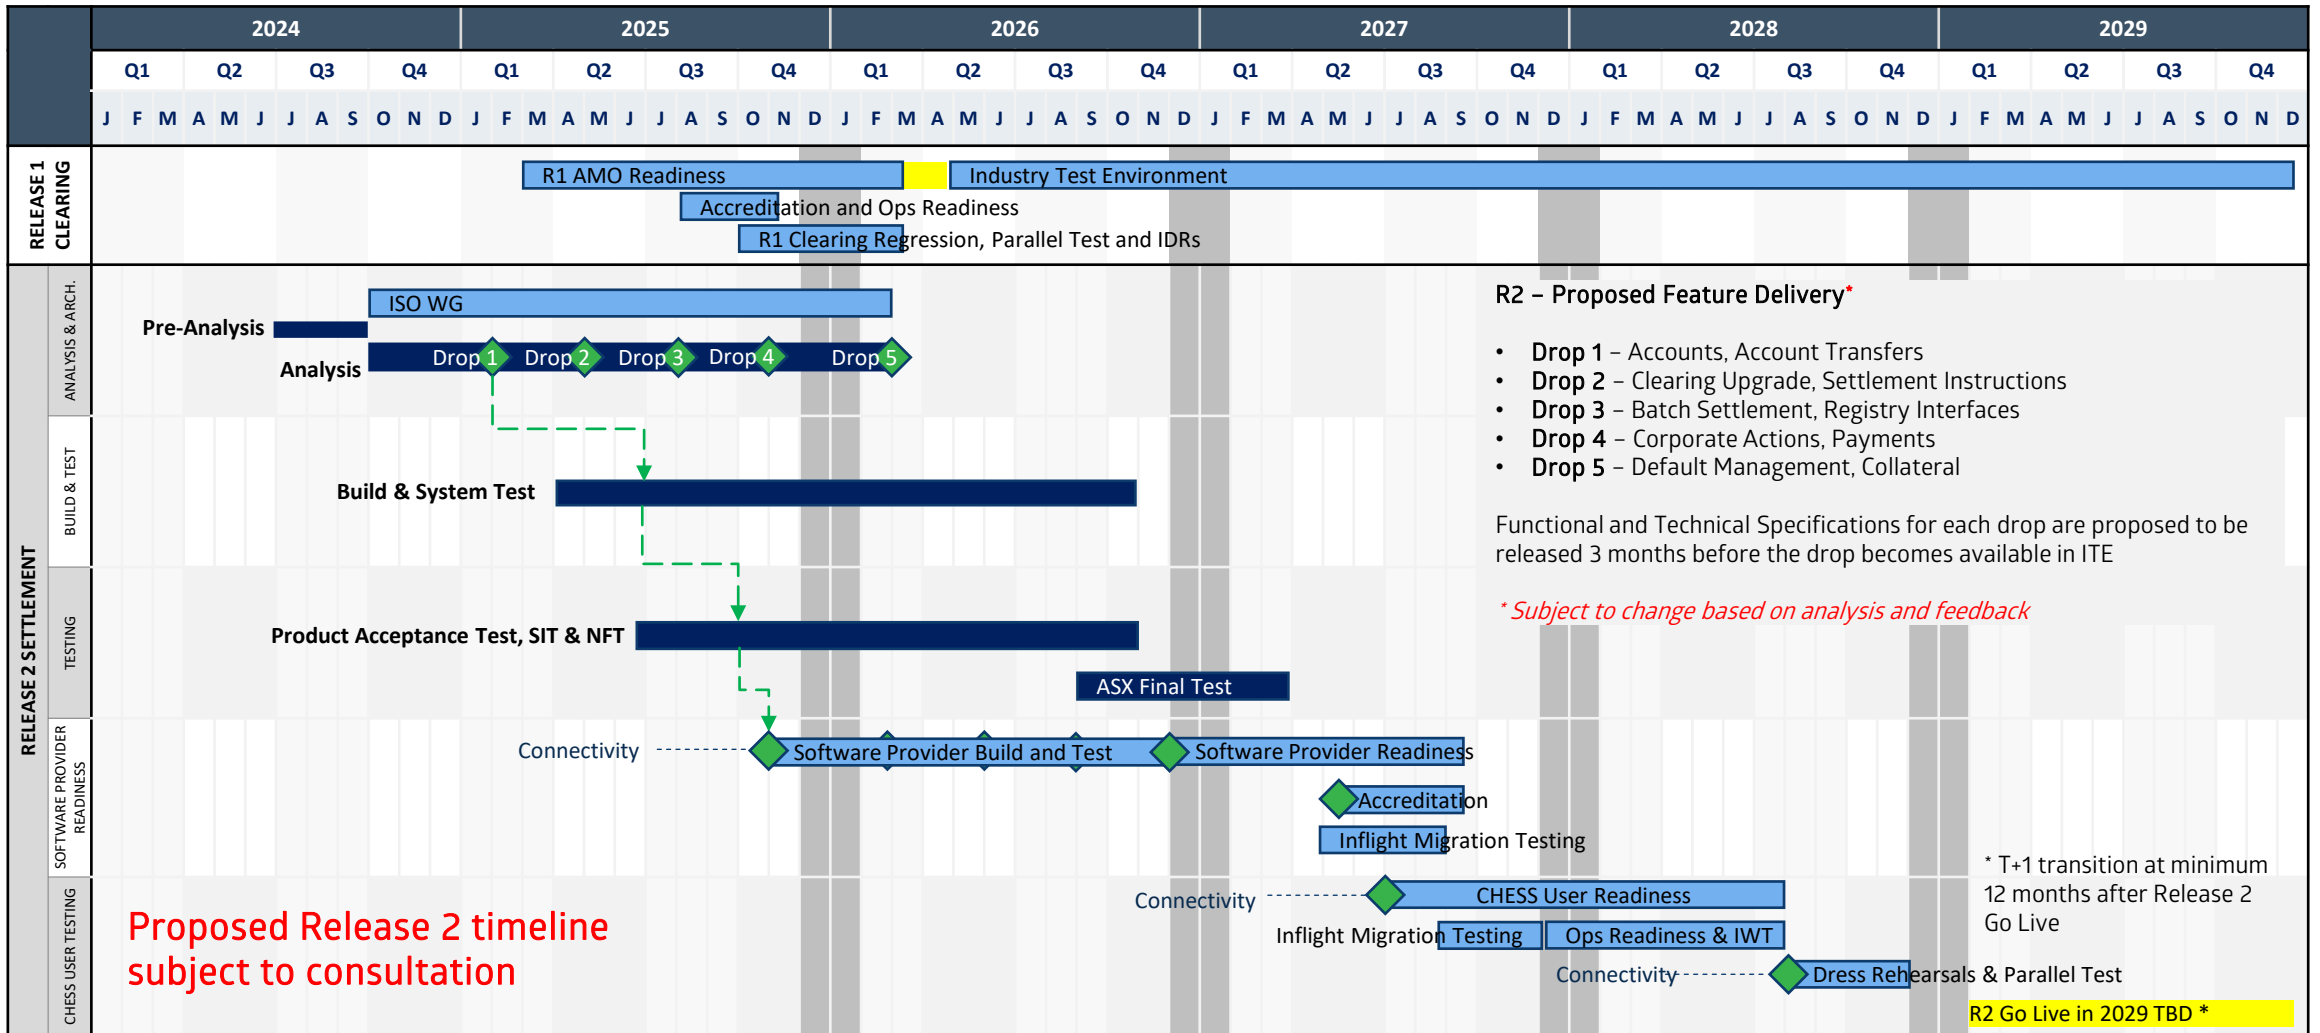 2024 2025 2026 2027 2028 2029
Q1 Q2 Q3 Q4 Q1 Q2 Q3 Q4 Q1 Q2 Q3 Q4 Q1 Q2 Q3 Q4 Q1 Q2 Q3 Q4 Q1 Q2 Q3 Q4
J F M A M J J A S O N D J F M A M J J A S O N D J F M A M J J A S O N D J F M A M J J A S O N D J F M A M J J A S O N D J F M A M J J A S O N D
RELEASE 1
CLEARING
R1 AMO Readiness
Industry Test Environment
Accreditation and Ops Readiness
R1 Clearing Regression, Parallel Test and IDRs
RELEASE 2 SETTLEMENT
ANALYSIS & ARCH.
ISO WG
Pre-Analysis
Analysis
Drop 1 Drop 2 Drop 3 Drop 4 Drop 5
R2 – Proposed Feature Delivery*
• Drop 1 – Accounts, Account Transfers
• Drop 2 – Clearing Upgrade, Settlement Instructions
• Drop 3 – Batch Settlement, Registry Interfaces
• Drop 4 – Corporate Actions, Payments
• Drop 5 – Default Management, Collateral
Functional and Technical Specifications for each drop are proposed to be
released 3 months before the drop becomes available in ITE
* Subject to change based on analysis and feedback
BUILD & TEST
Build & System Test
TESTING
Product Acceptance Test, SIT & NFT
ASX Final Test
SOFTWARE PROVIDER
READINESS
Connectivity
Software Provider Build and Test
Software Provider Readiness
Accreditation
Inflight Migration Testing
CHESS USER TESTING
Connectivity
CHESS User Readiness
Inflight Migration Testing
Ops Readiness & IWT
Connectivity
Dress Rehearsals & Parallel Test
* T+1 transition at minimum
12 months after Release 2
Go Live
R2 Go Live in 2029 TBD *
Proposed Release 2 timeline
subject to consultation